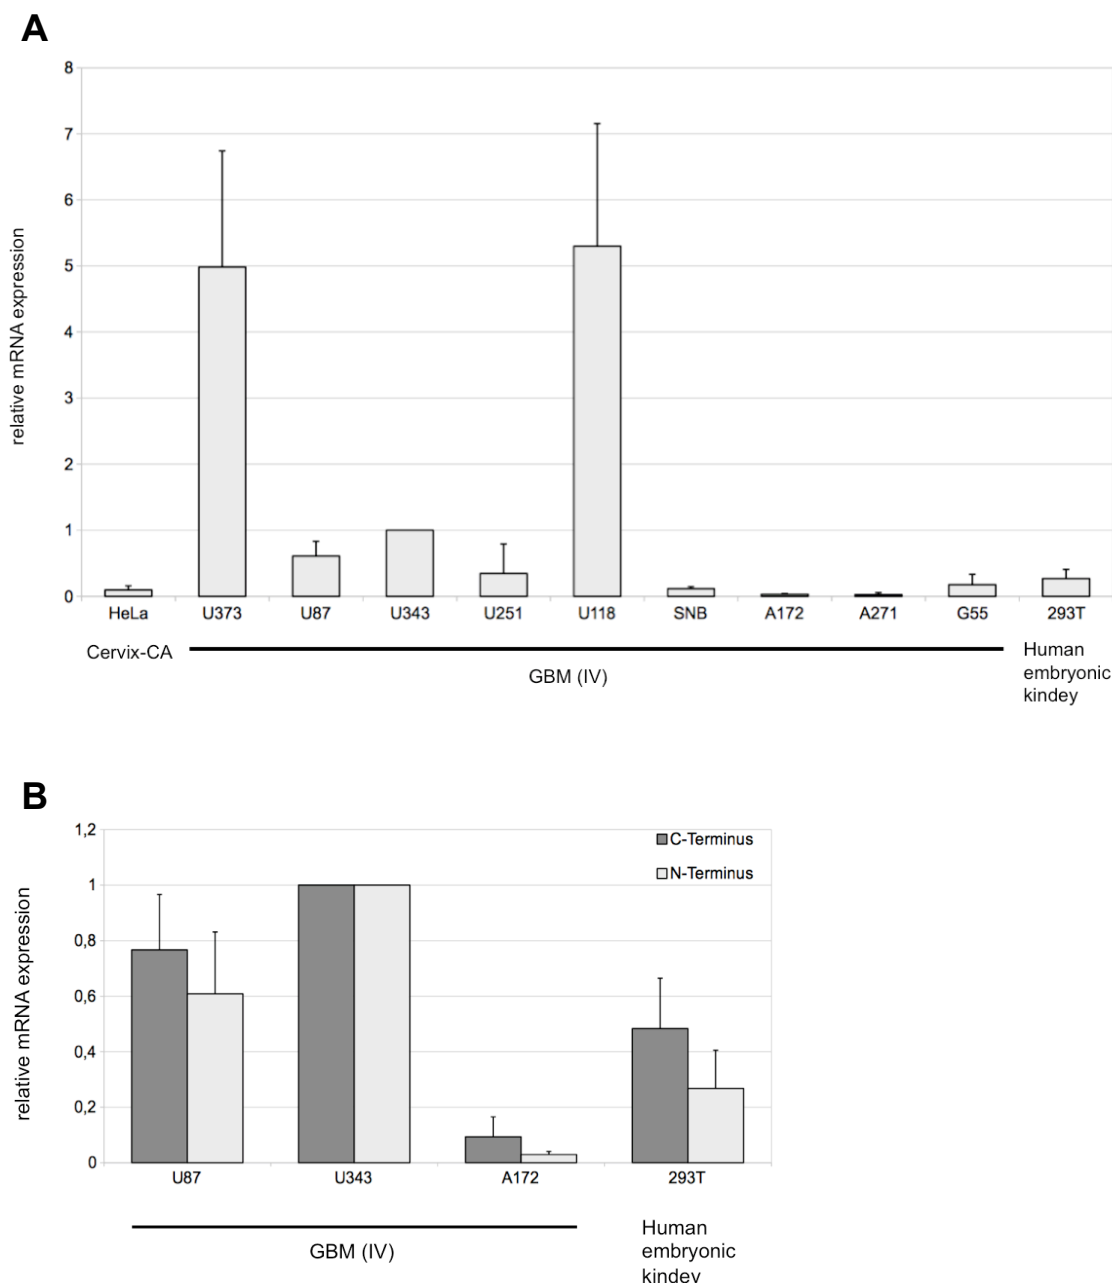 A
8
7
6
5
4
3
2
1
0
relative mRNA expression
HeLa U373 U87 U343 U251 U118 SNB A172 A271 G55 293T
Cervix-CA
GBM (IV)
Human
embryonic
kindey
B
1,2
1
0,8
0,6
0,4
0,2
0
relative mRNA expression
C-Terminus
N-Terminus
U87 U343 A172 293T
GBM (IV)
Human
embryonic
kindey